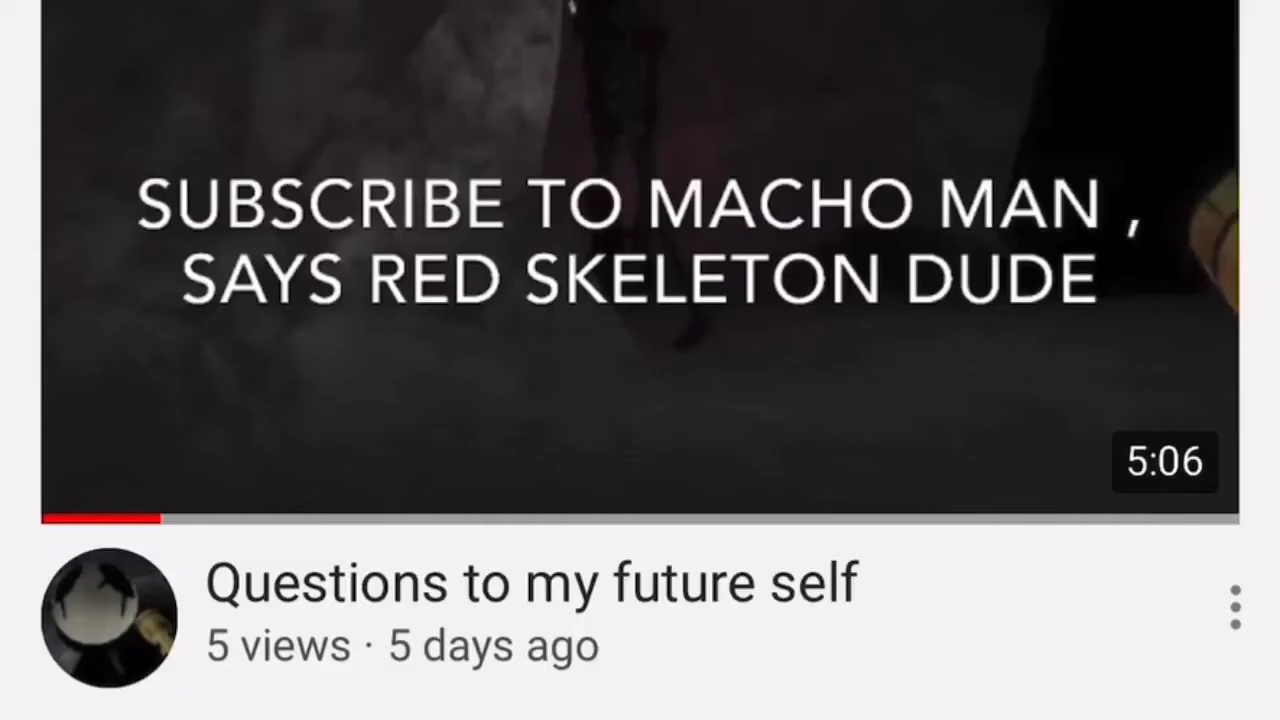 SUBSCRIBE TO MACHO MAN ,
SAYS RED SKELETON DUDE
5:06
Questions to my future self
5 views · 5 days ago